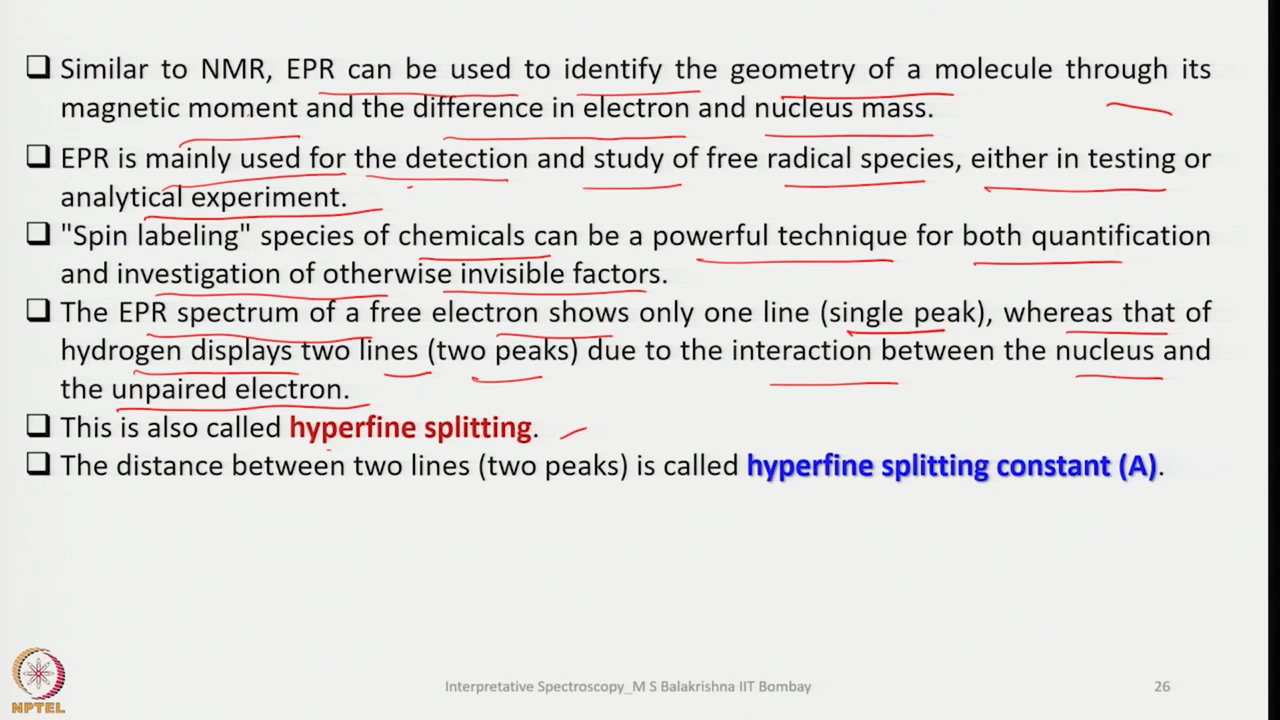 ❑ Similar to NMR, EPR can be used to identify the geometry of a molecule through its
magnetic moment and the difference in electron and nucleus mass.
❑ EPR is mainly used for the detection and study of free radical species, either in testing or
analytical experiment.
❑ "Spin labeling" species of chemicals can be a powerful technique for both quantification
and investigation of otherwise invisible factors.
❑ The EPR spectrum of a free electron shows only one line (single peak), whereas that of
hydrogen displays two lines (two peaks) due to the interaction between the nucleus and
the unpaired electron.
❑ This is also called hyperfine splitting.
❑ The distance between two lines (two peaks) is called hyperfine splitting constant (A).
NPTEL
Interpretative Spectroscopy_M S Balakrishna IIT Bombay
26